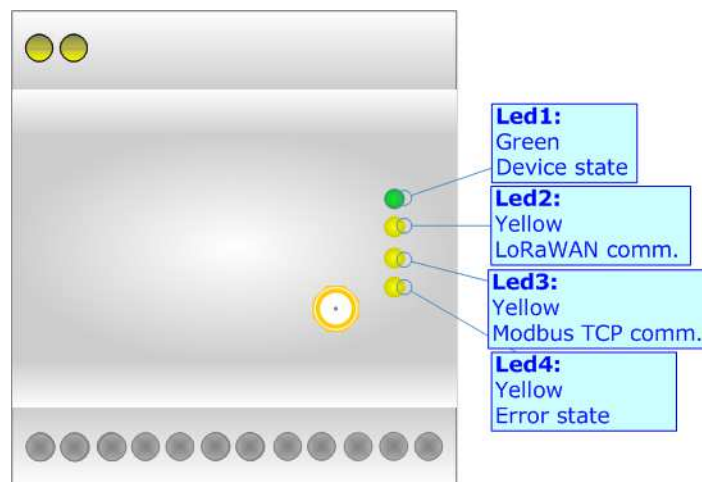 Led1:
Green
Device state
Led2:
Yellow
LoRaWAN comm.
Led3:
Yellow
Modbus TCP comm.
Led4:
Yellow
Error state